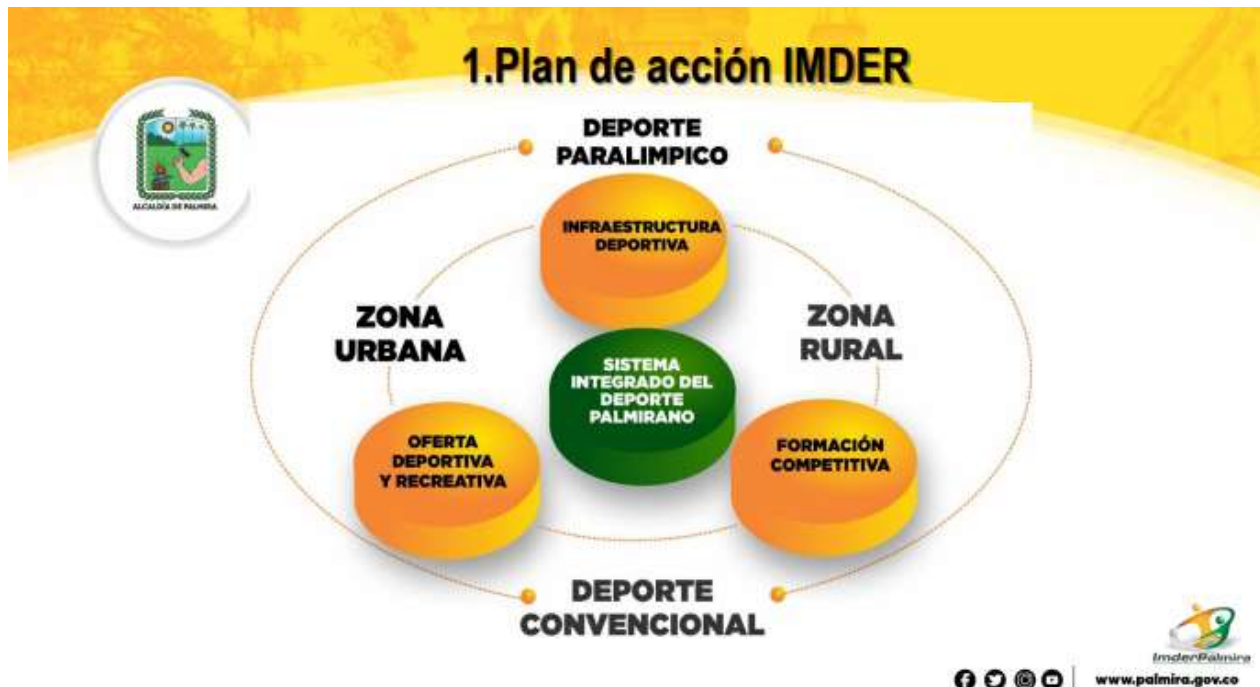 1.Plan de acción IMDER
ALCALDÍA DE PALMIRA
DEPORTE
PARALIMPICO
INFRAESTRUCTURA
DEPORTIVA
ZONA
URBANA
ZONA
RURAL
SISTEMA
INTEGRADO DEL
DEPORTE
PALMIRANO
OFERTA
DEPORTIVA
Y RECREATIVA
FORMACIÓN
COMPETITIVA
DEPORTE
CONVENCIONAL
ImderPalmira
www.palmira.gov.co